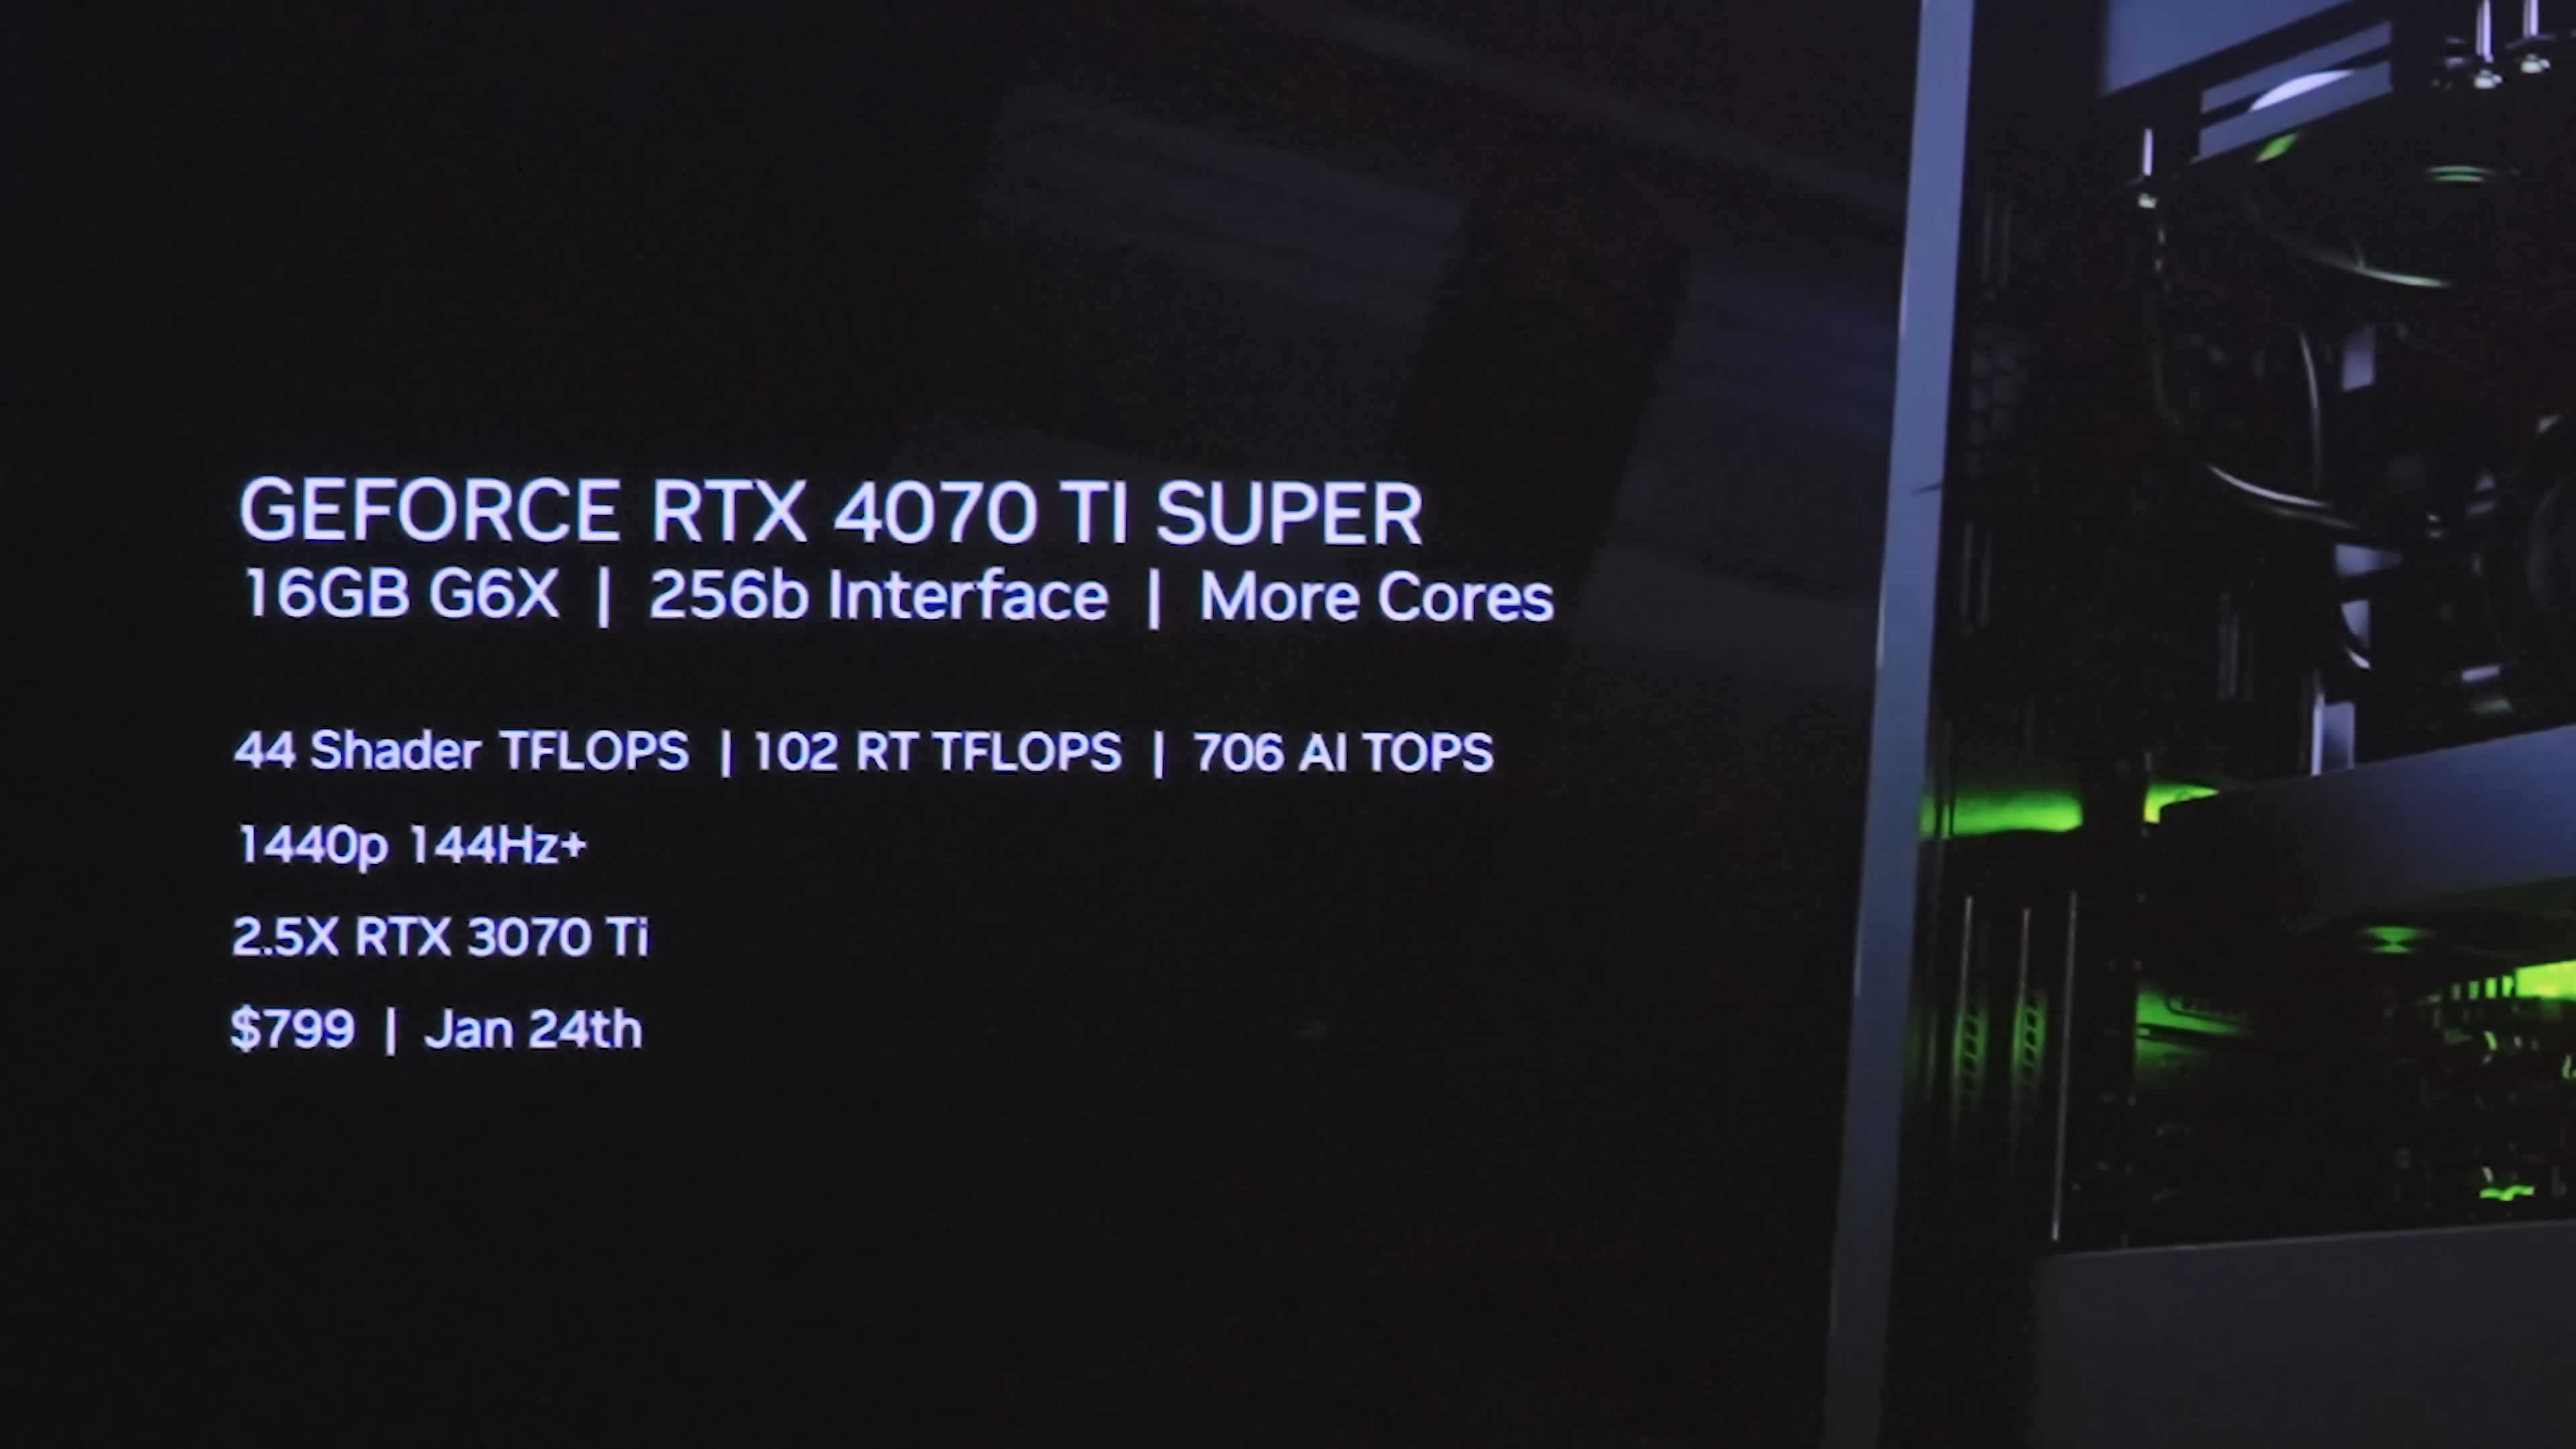 GEFORCE RTX 4070 TI SUPER
16GB G6X | 256b Interface | More Cores
44 Shader TFLOPS | 102 RT TFLOPS | 706 AI TOPS
1440p 144Hz+
2.5X RTX 3070 Ti
$799 | Jan 24th